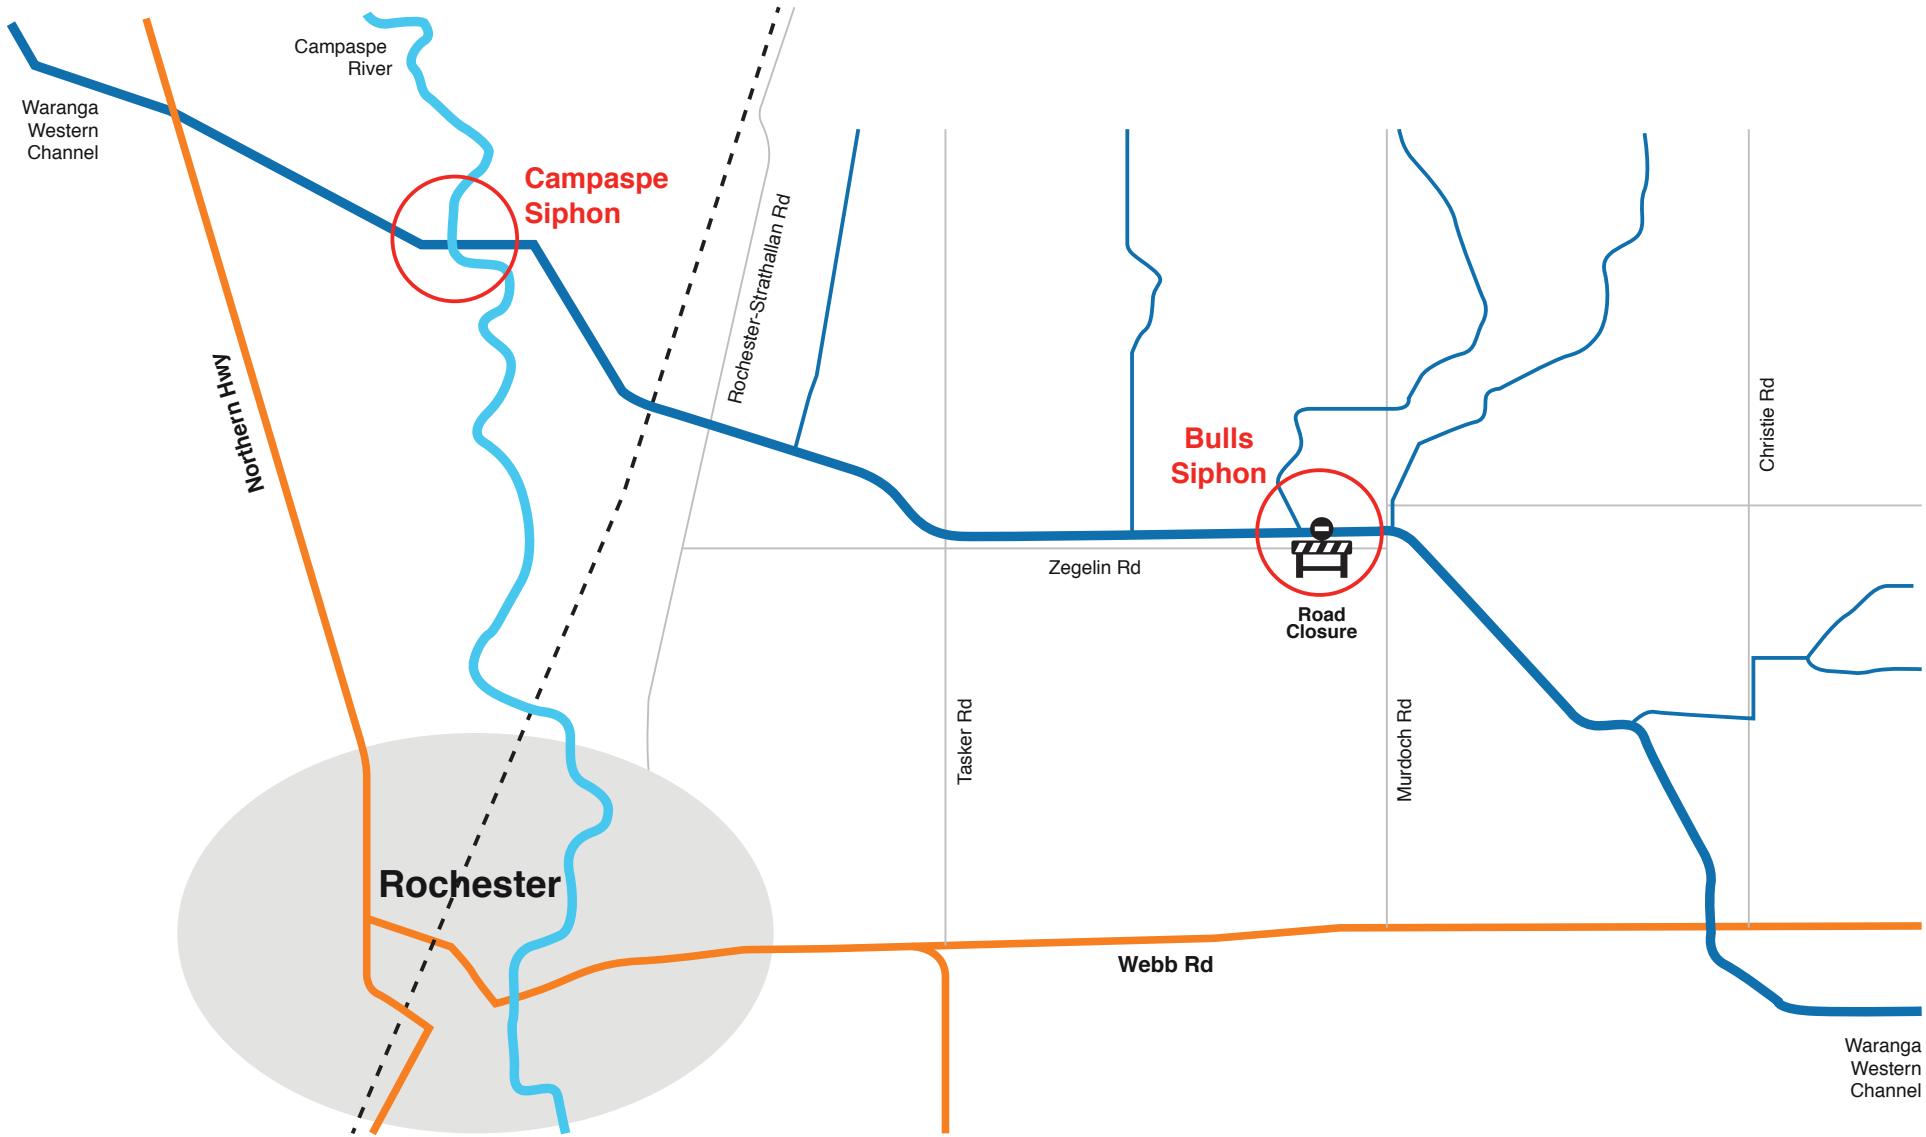 Campaspe
River
Waranga
Western
Channel
Campaspe
Siphon
Rochester-Strathallan Rd
Northern Hwy
Christie Rd
Bulls
Siphon
Zegelin Rd
Road
Closure
Tasker Rd
Murdoch Rd
Rochester
Webb Rd
Waranga
Western
Channel